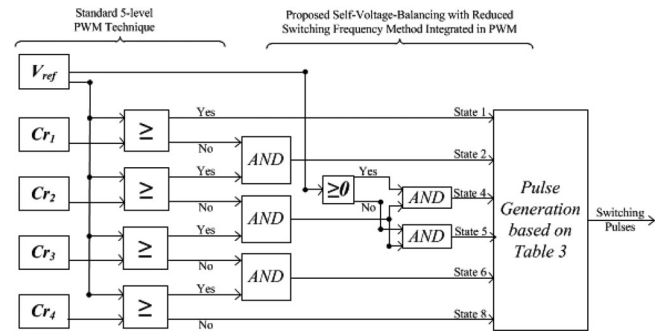 Standard 5-level
PWM Technique
Proposed Self-Voltage-Balancing with Reduced
Switching Frequency Method Integrated in PWM
Vref
Cr1
Cr2
Cr3
Cr4
≥
≥
≥
≥
Yes
No
Yes
No
Yes
No
Yes
No
AND
AND
AND
≥0
Yes
No
AND
AND
State 1
State 2
State 4
State 5
State 6
State 8
Pulse
Generation
based on
Table 3
Switching
Pulses